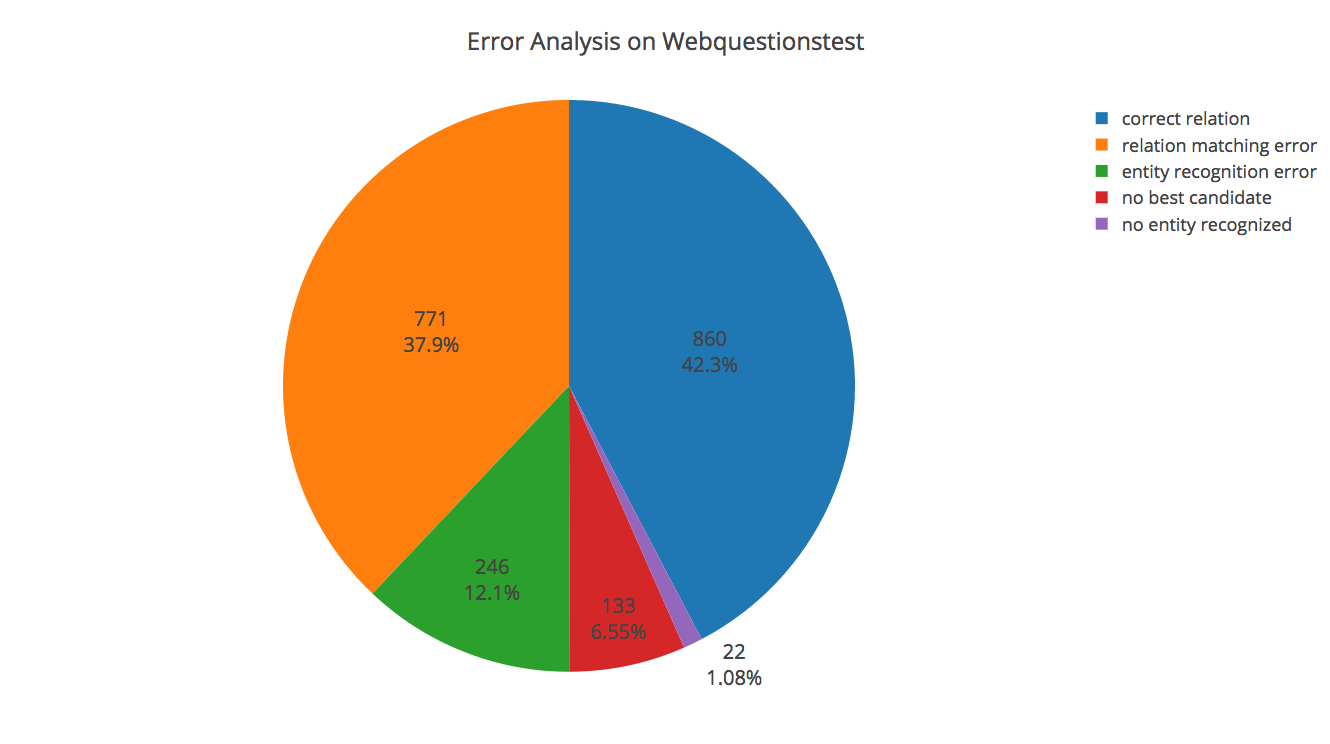 Error Analysis on Webquestionstest
correct relation
relation matching error
entity recognition error
no best candidate
no entity recognized
771
37.9%
860
42.3%
246
12.1%
133
6.55%
22
1.08%